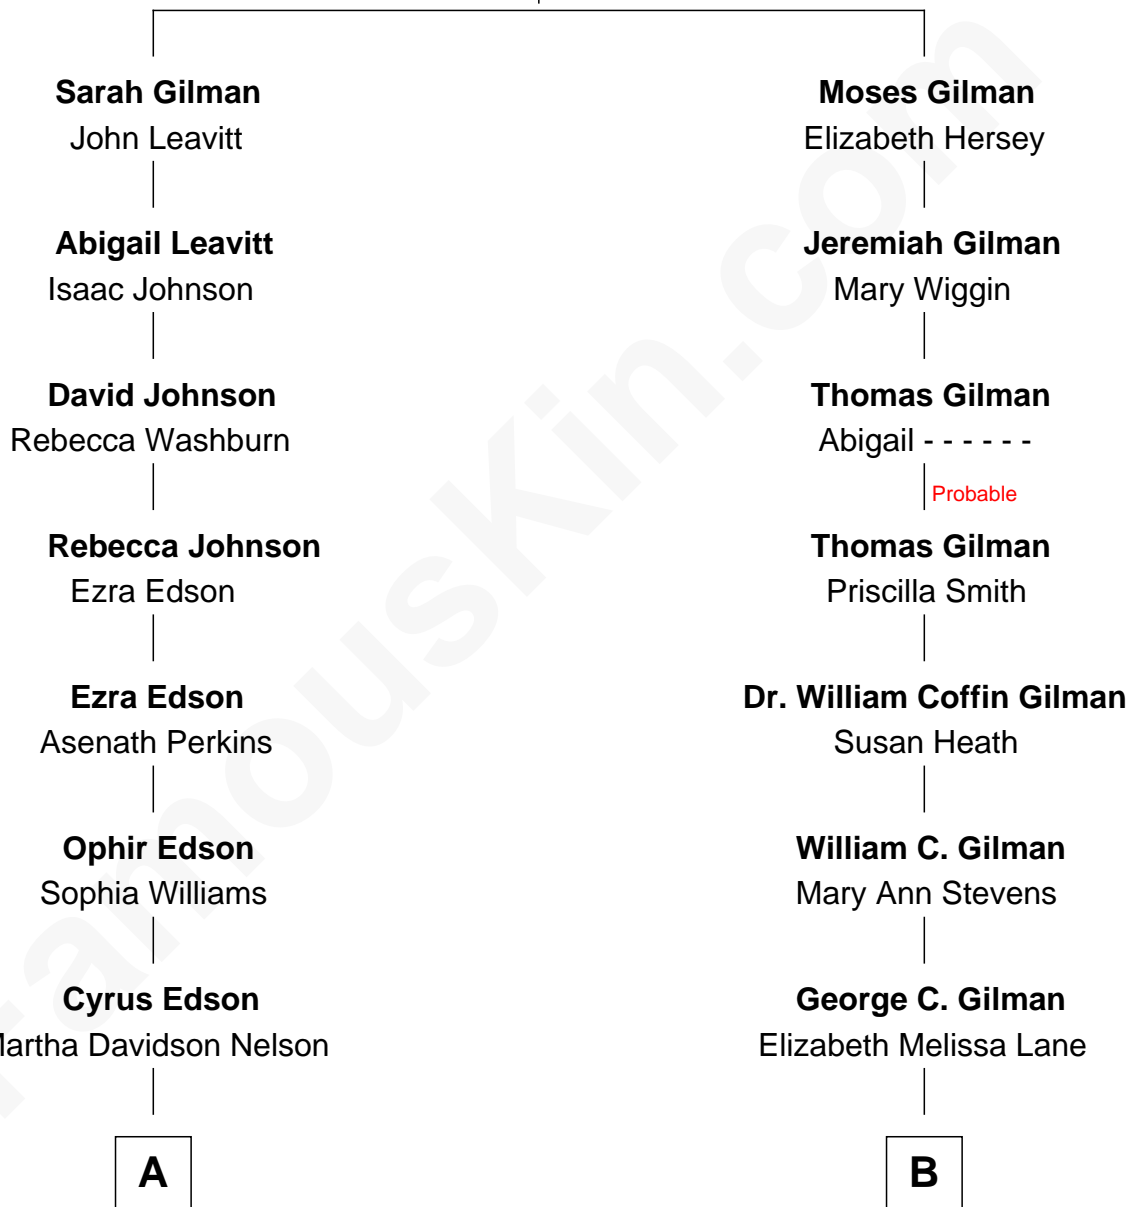 Sarah Gilman
John Leavitt
Abigail Leavitt
Isaac Johnson
David Johnson
Rebecca Washburn
Rebecca Johnson
Ezra Edson
Ezra Edson
Asenath Perkins
Ophir Edson
Sophia Williams
Cyrus Edson
Martha Davidson Nelson
A
Moses Gilman
Elizabeth Hersey
Jeremiah Gilman
Mary Wiggin
Thomas Gilman
Abigail - - - - - -
Probable
Thomas Gilman
Priscilla Smith
Dr. William Coffin Gilman
Susan Heath
William C. Gilman
Mary Ann Stevens
George C. Gilman
Elizabeth Melissa Lane
B
FamousKin.com